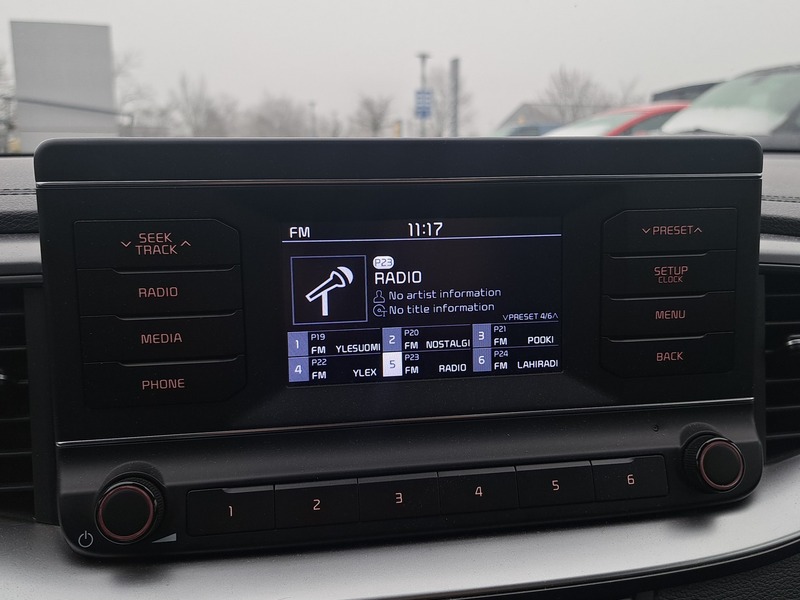 SEEK
TRACK
RADIO
MEDIA
PHONE
FM 11:17
P23
RADIO
No artist information
No title information
PRESET 4/6
1 P19 FM YLESUOMI
2 P20 FM NOSTALGI
3 P21 FM POOKI
4 P22 FM YLEX
5 P23 FM RADIO
6 P24 FM LAHIRADI
PRESET
SETUP
CLOCK
MENU
BACK
1 2 3 4 5 6